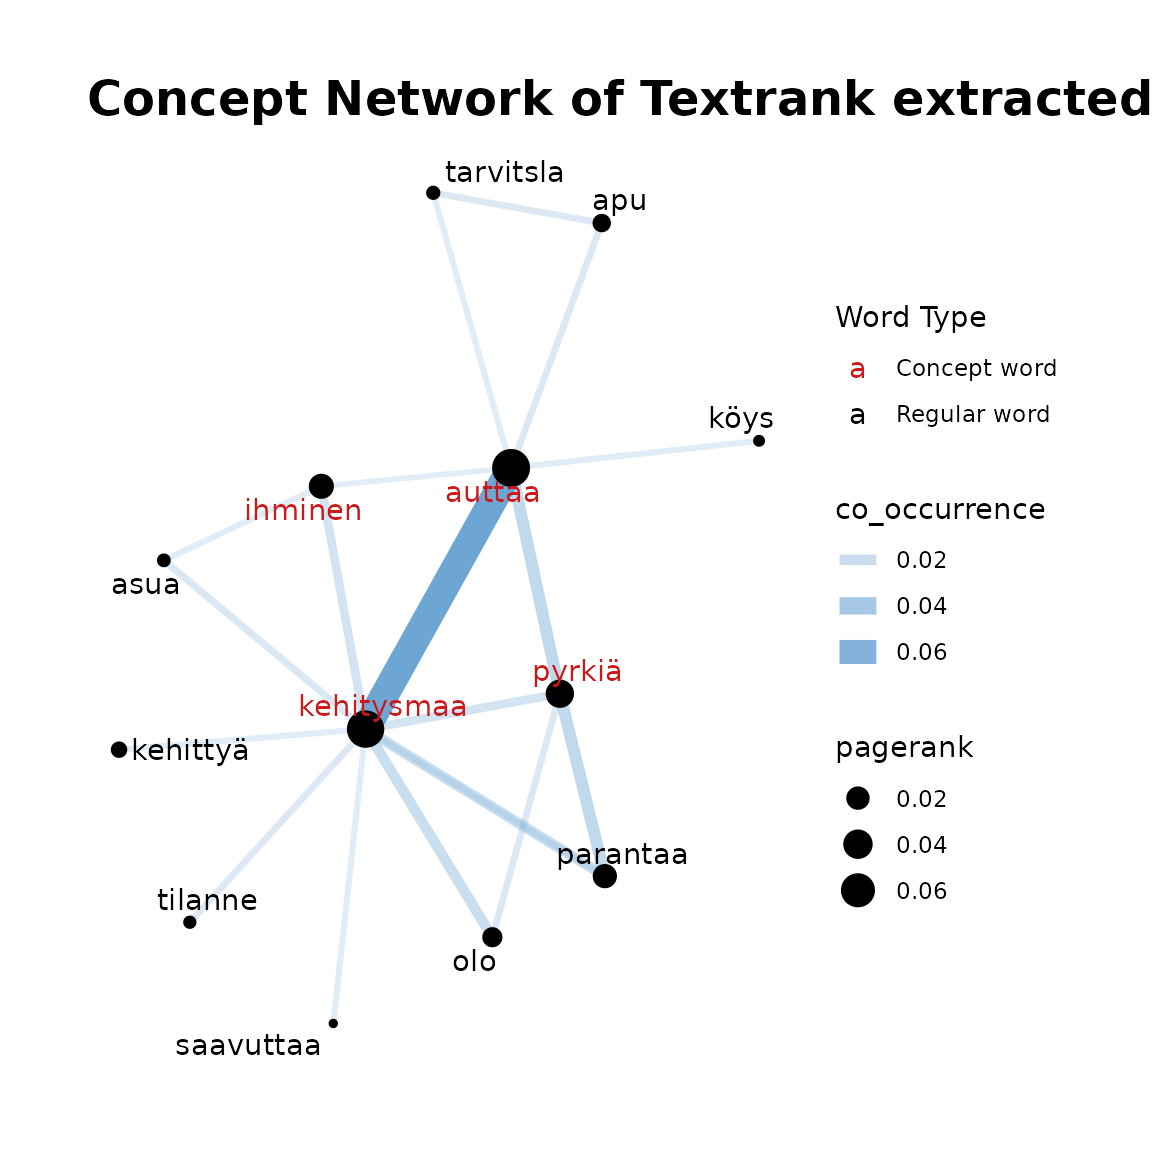 Concept Network of Textrank extracted
tarvitsla
apu
köys
auttaa
ihminen
asua
pyrkiä
kehitysmaa
kehittyä
parantaa
tilanne
olo
saavuttaa
Word Type
a Concept word
a Regular word
co_occurrence
0.02
0.04
0.06
pagerank
0.02
0.04
0.06